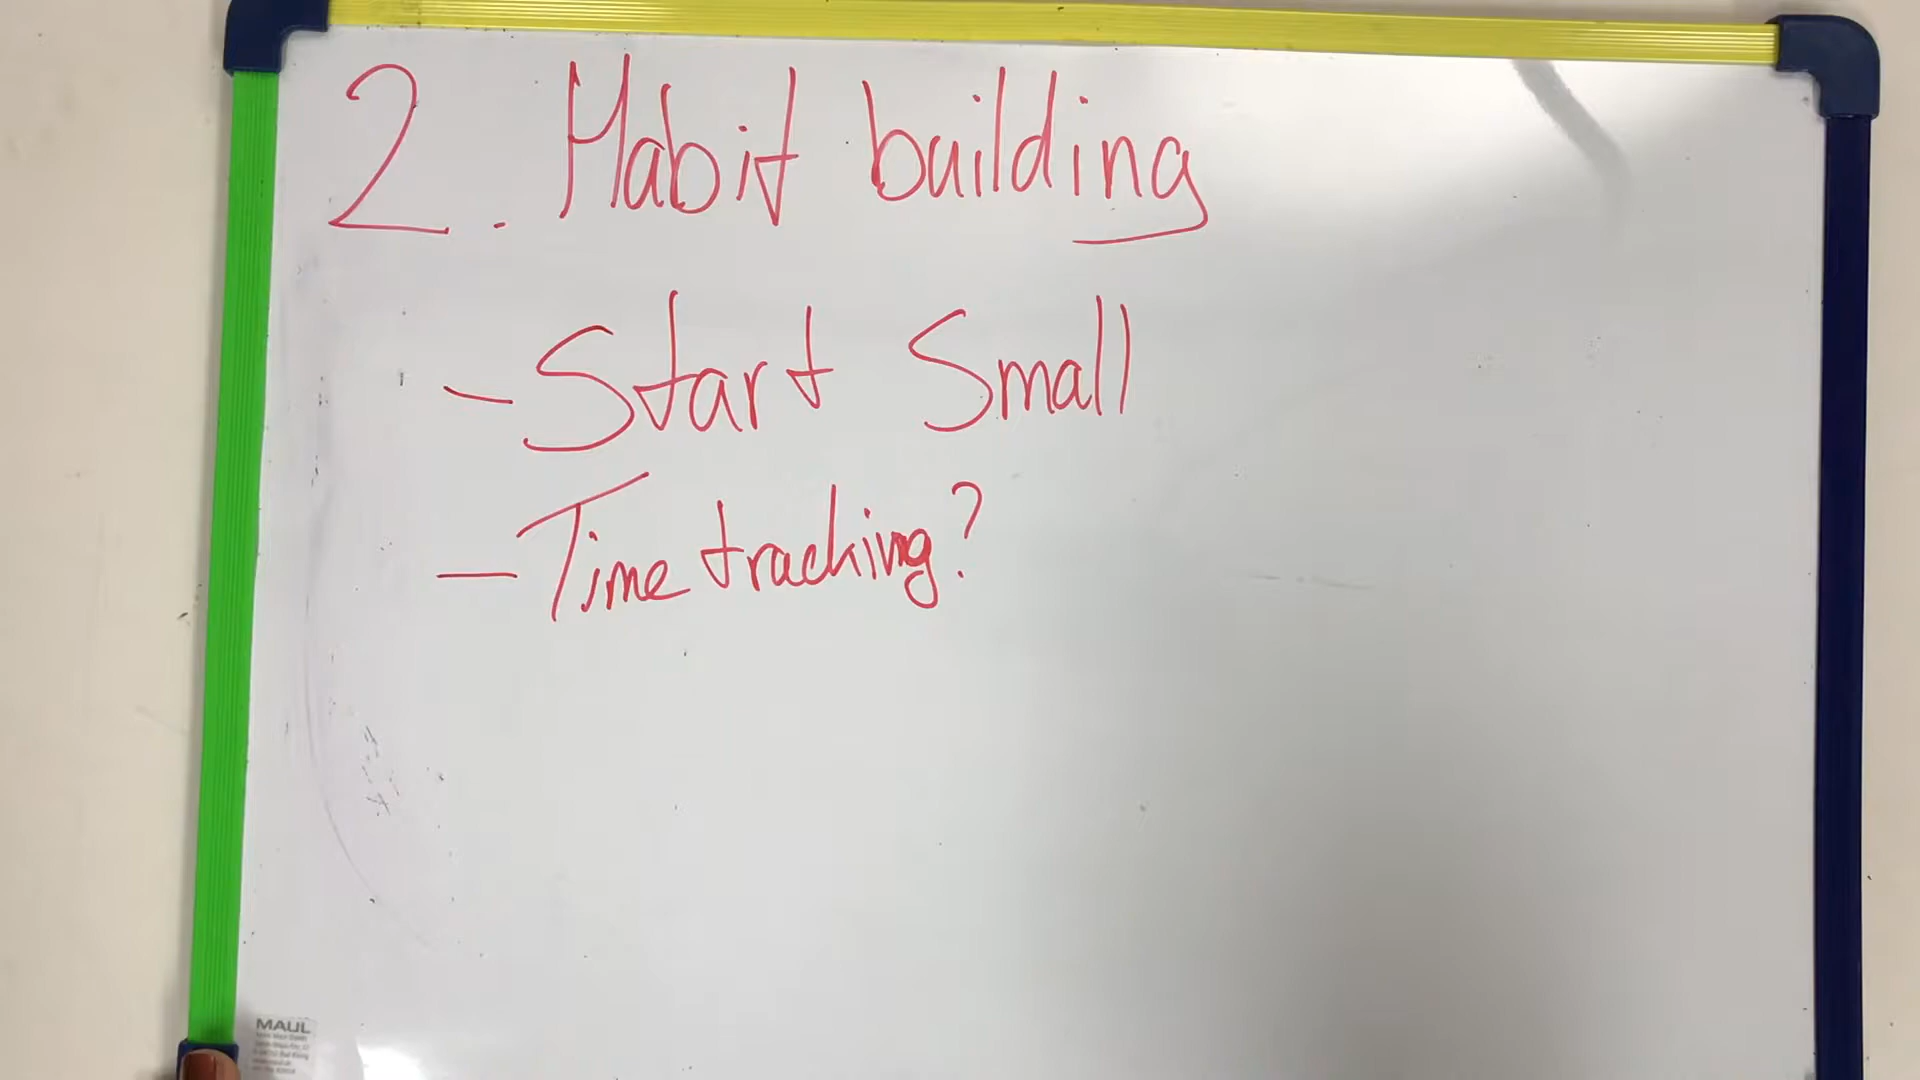 2. Habit building
- Start Small
- Time tracking?
MAUL